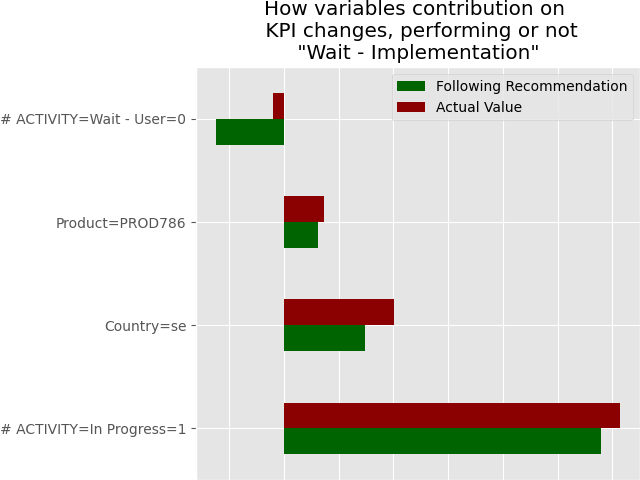 How variables contribution on
KPI changes, performing or not
"Wait - Implementation"
Following Recommendation
Actual Value
# ACTIVITY=Wait - User=0
Product=PROD786
Country=se
# ACTIVITY=In Progress=1